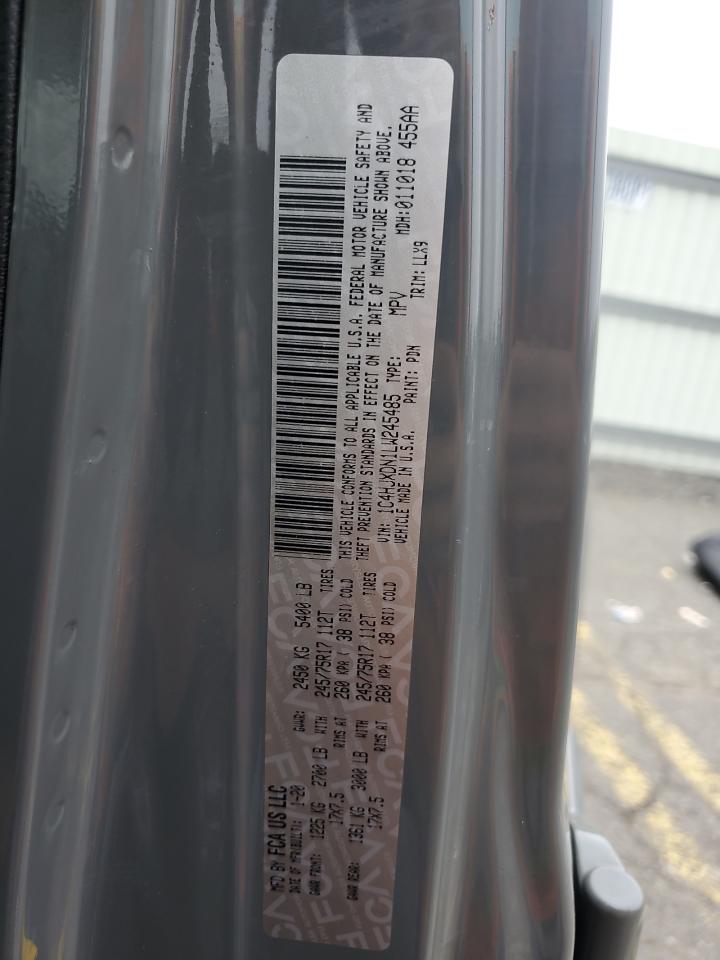 MFD BY FCA US LLC
DATE OF MFR(BUILT): 1-20 GVWR: 2450 KG 5400 LB
GAWR FRONT: 1225 KG 2700 LB WITH 245/75R17 112T TIRES
17X7.5 RIMS AT 260 KPA ( 38 PSI) COLD
GAWR REAR: 1361 KG 3000 LB WITH 245/75R17 112T TIRES
17X7.5 RIMS AT 260 KPA ( 38 PSI) COLD
THIS VEHICLE CONFORMS TO ALL APPLICABLE U.S.A. FEDERAL MOTOR VEHICLE SAFETY AND
THEFT PREVENTION STANDARDS IN EFFECT ON THE DATE OF MANUFACTURE SHOWN ABOVE.
VIN: 1C4HJXDN1LW245485 TYPE: MPV MDH:011018 455AA
VEHICLE MADE IN U.S.A. PAINT: PDN TRIM: LLX9